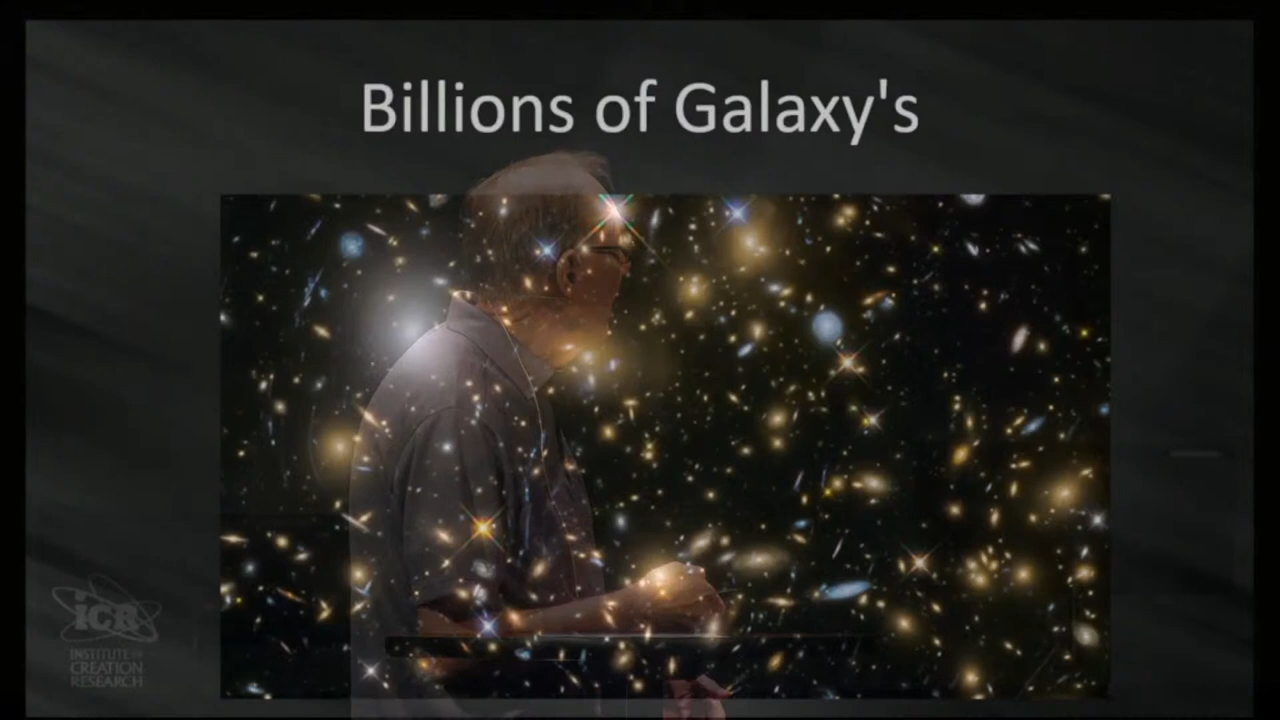 Billions of Galaxy's
iCR
INSTITUTE for
CREATION
RESEARCH